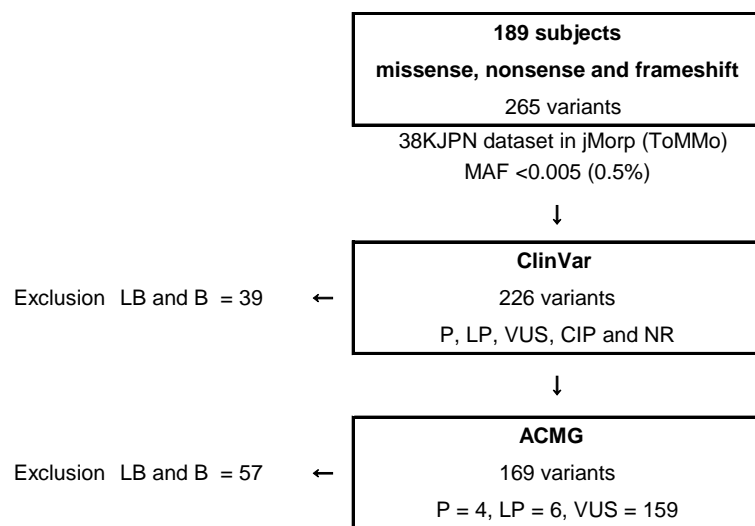 189 subjects
missense, nonsense and frameshift
265 variants
38KJPN dataset in jMorp (ToMMo)
MAF <0.005 (0.5%)
↓
ClinVar
Exclusion LB and B = 39 ← 226 variants
P, LP, VUS, CIP and NR
↓
ACMG
Exclusion LB and B = 57 ← 169 variants
P = 4, LP = 6, VUS = 159